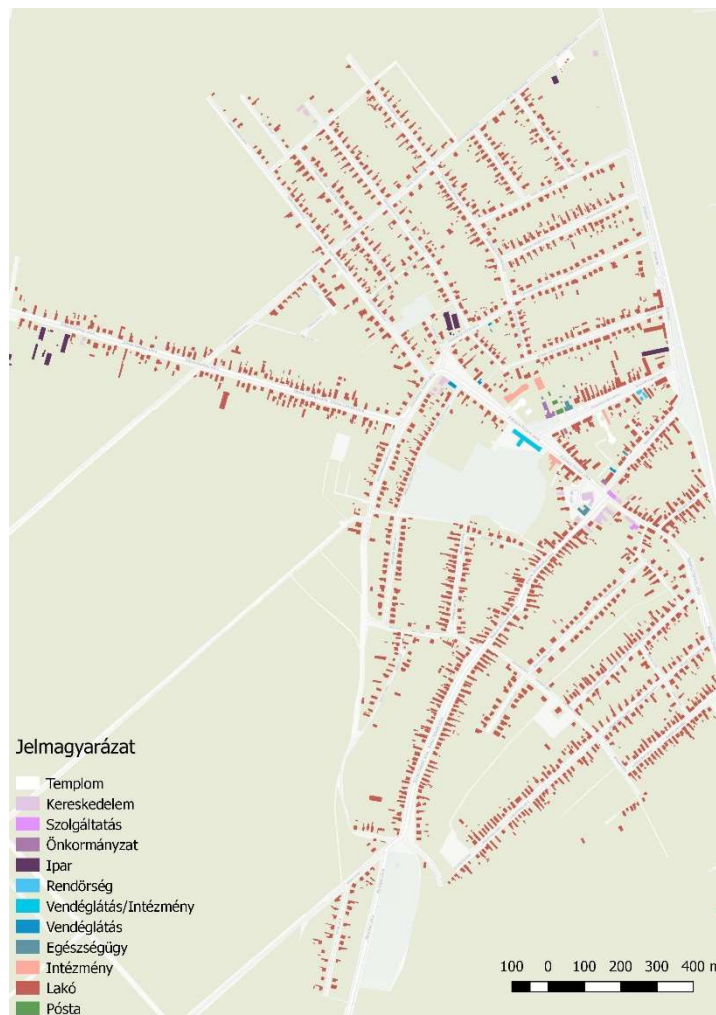 Jelmagyarázat
Templom
Kereskedelem
Szolgáltatás
Önkormányzat
Ipar
Rendörség
Vendéglátás/Intézmény
Vendéglátás
Egészségügy
Intézmény
Lakó
Pósta
100 0 100 200 300 400 m